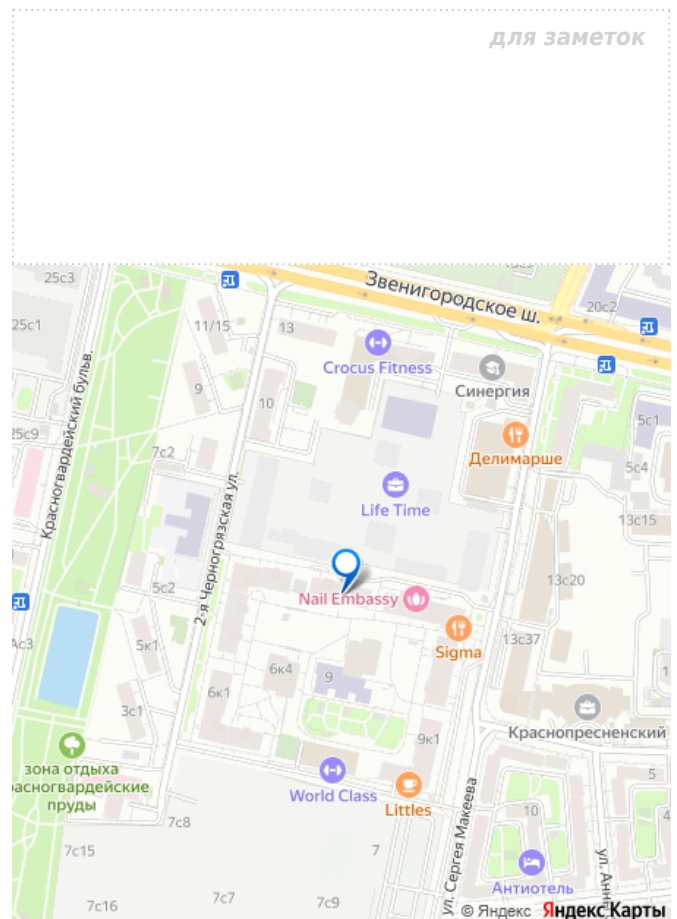 для заметок
25с3
Звенигородское ш.
20с2
25с1
11/15
13
Crocus Fitness
Синергия
Красногвардейский бульв.
9
10
5с1
25с9
7с2
Делимарше
5с4
Life Time
13с15
2-я Черногрязская ул.
5с2
13с20
Nail Embassy
Sigma
13с37
5к1
6к4
9
6к1
3с1
Краснопресненский
9к1
зона отдыха
пруды
World Class
Littles
5
4
7с8
10
ул. Сергея Макеева
7с15
7
Антиотель
7с16
7с7
7с9
© Яндекс Яндекс Карты